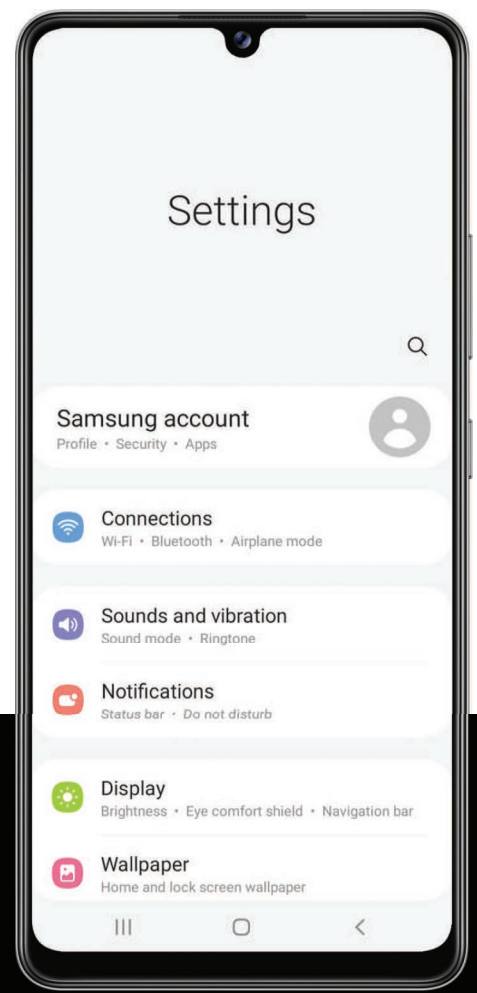 Settings
Samsung account
Profile • Security • Apps
Connections
Wi-Fi • Bluetooth • Airplane mode
Sounds and vibration
Sound mode • Ringtone
Notifications
Status bar • Do not disturb
Display
Brightness • Eye comfort shield • Navigation bar
Wallpaper
Home and lock screen wallpaper